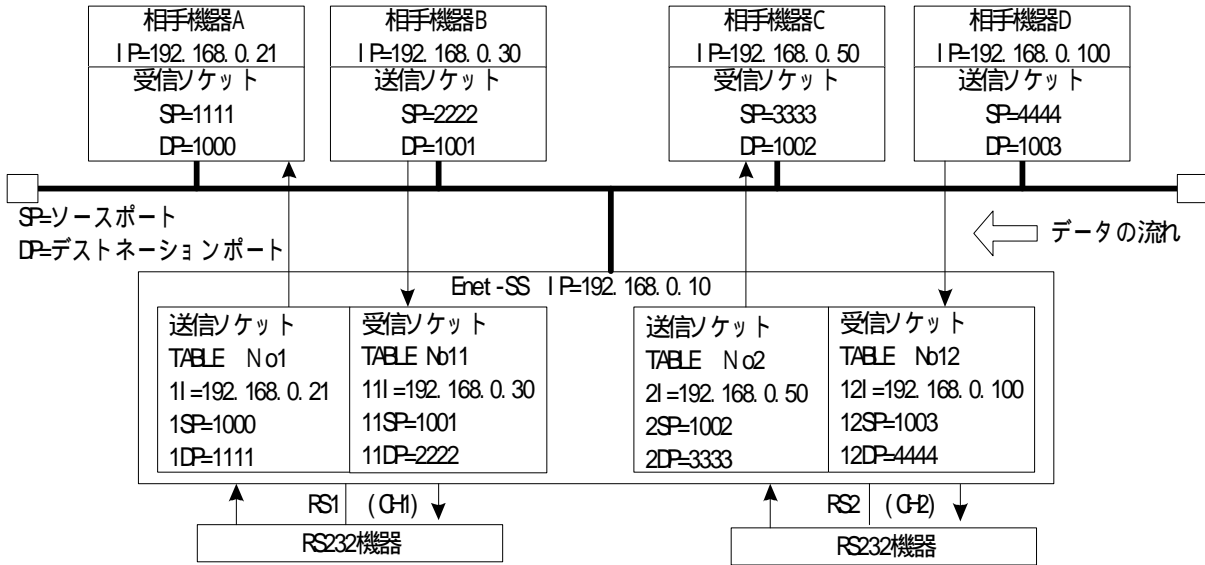 相手機器A
IP=192.168.0.21
受信ソケット
SP=1111
DP=1000
相手機器B
IP=192.168.0.30
送信ソケット
SP=2222
DP=1001
相手機器C
IP=192.168.0.50
受信ソケット
SP=3333
DP=1002
相手機器D
IP=192.168.0.100
送信ソケット
SP=4444
DP=1003
SP=ソースポート
DP=デストネーションポート
データの流れ
Enet-SS IP=192.168.0.10
送信ソケット
TABLE No1
1I=192.168.0.21
1SP=1000
1DP=1111
受信ソケット
TABLE No11
11I=192.168.0.30
11SP=1001
11DP=2222
送信ソケット
TABLE No2
2I=192.168.0.50
2SP=1002
2DP=3333
受信ソケット
TABLE No12
12I=192.168.0.100
12SP=1003
12DP=4444
RS1 (CH1)
RS2 (CH2)
RS232機器
RS232機器